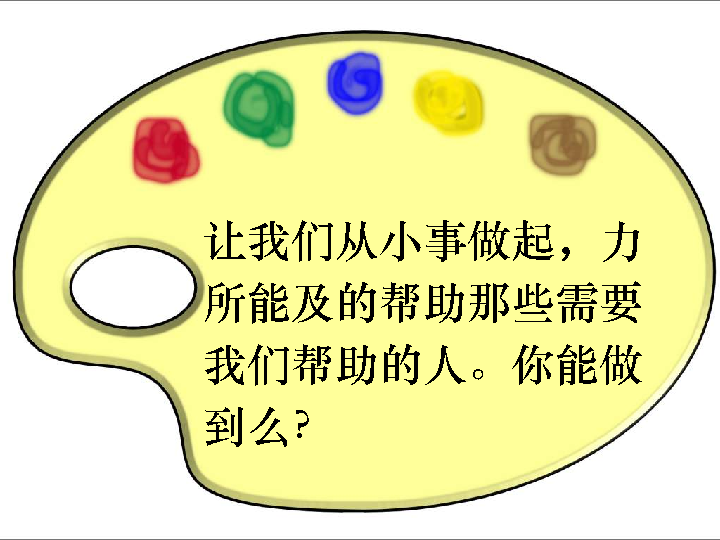 让我们从小事做起，力
所能及的帮助那些需要
我们帮助的人。你能做
到么?